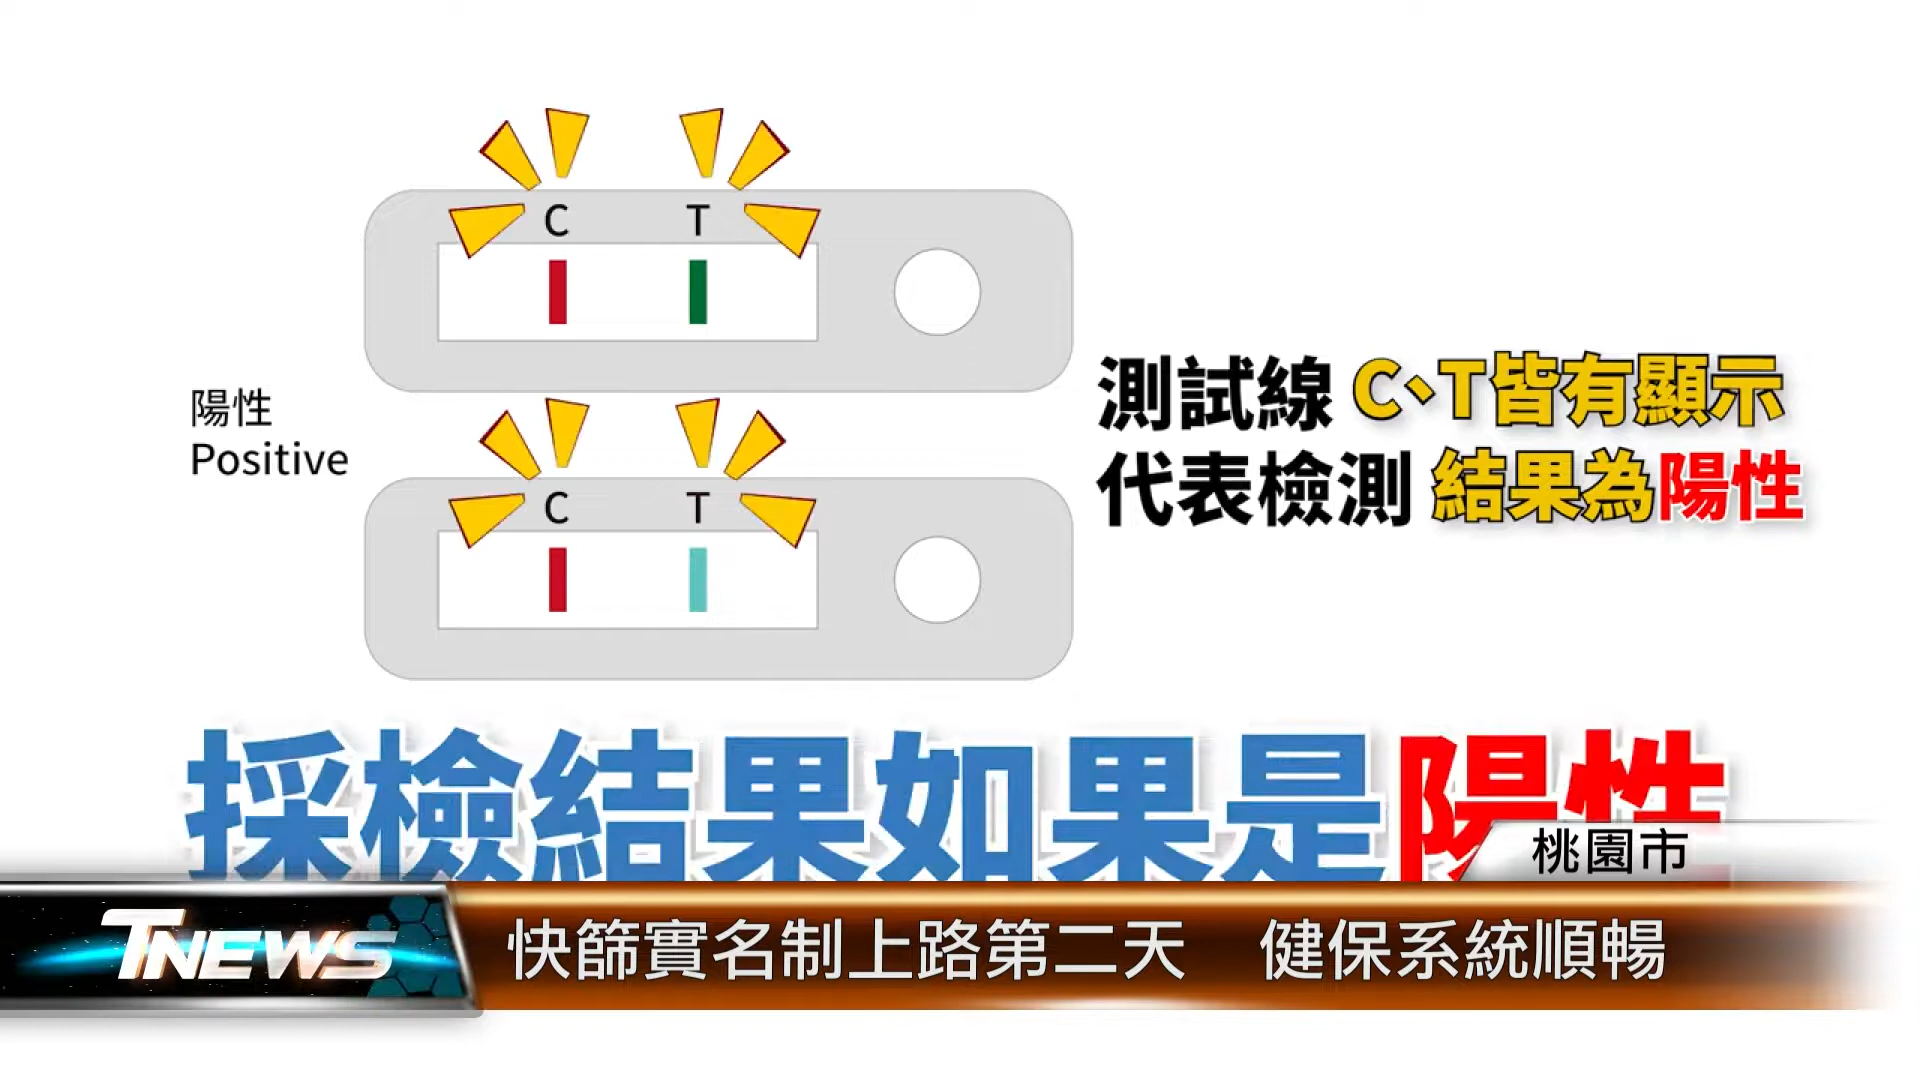 C T
陽性
Positive
C T
測試線 C、T皆有顯示
代表檢測 結果為陽性
採檢結果如果是陽性
桃園市
TNEWS
快篩實名制上路第二天 健保系統順暢